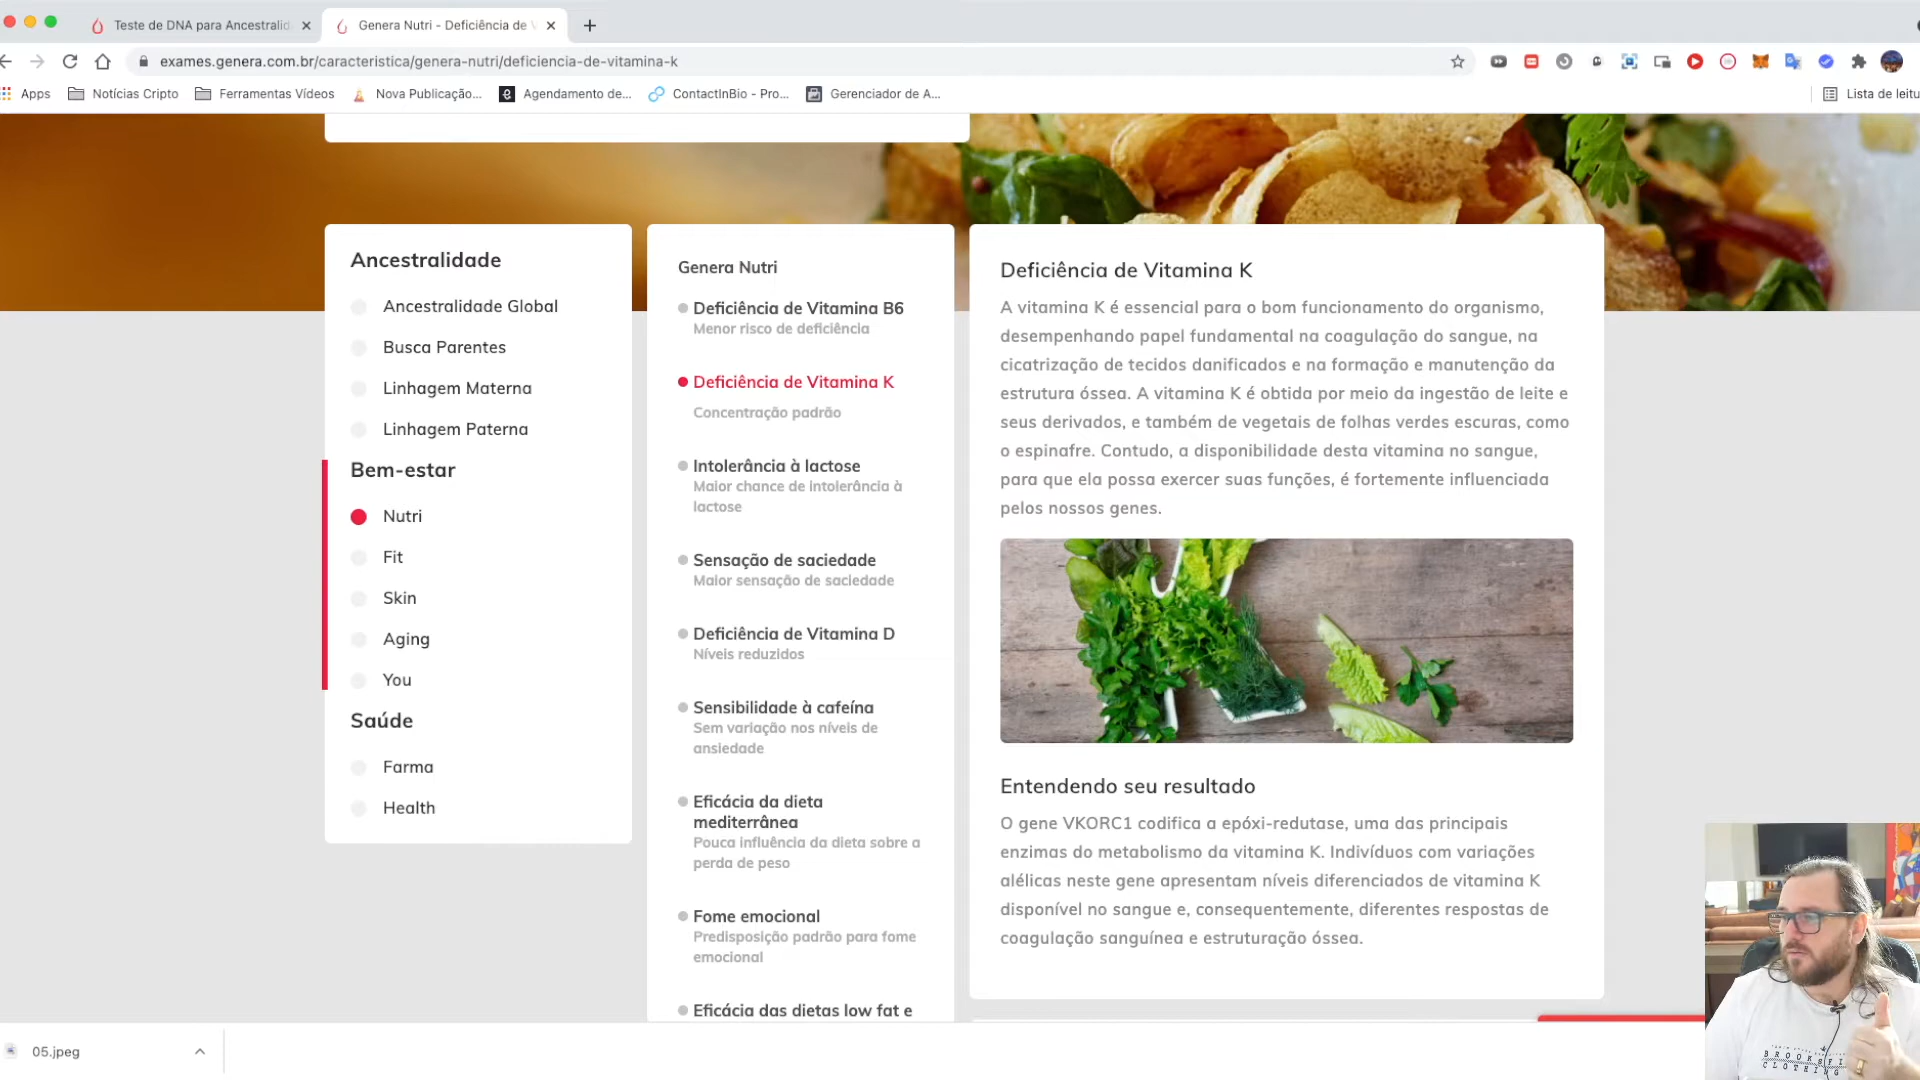 Teste de DNA para Ancestralid
Genera Nutri - Deficiência de V
exames.genera.com.br/caracteristica/genera-nutri/deficiencia-de-vitamina-k
Apps
Notícias Cripto
Ferramentas Vídeos
Nova Publicação...
Agendamento de...
ContactInBio - Pro...
Gerenciador de A...
Lista de leitu
Ancestralidade
Ancestralidade Global
Busca Parentes
Linhagem Materna
Linhagem Paterna
Bem-estar
Nutri
Fit
Skin
Aging
You
Saúde
Farma
Health
Genera Nutri
Deficiência de Vitamina B6
Menor risco de deficiência
Deficiência de Vitamina K
Concentração padrão
Intolerância à lactose
Maior chance de intolerância à
lactose
Sensação de saciedade
Maior sensação de saciedade
Deficiência de Vitamina D
Níveis reduzidos
Sensibilidade à cafeína
Sem variação nos níveis de
ansiedade
Eficácia da dieta
mediterrânea
Pouca influência da dieta sobre a
perda de peso
Fome emocional
Predisposição padrão para fome
emocional
Eficácia das dietas low fat e
Deficiência de Vitamina K
A vitamina K é essencial para o bom funcionamento do organismo,
desempenhando papel fundamental na coagulação do sangue, na
cicatrização de tecidos danificados e na formação e manutenção da
estrutura óssea. A vitamina K é obtida por meio da ingestão de leite e
seus derivados, e também de vegetais de folhas verdes escuras, como
o espinafre. Contudo, a disponibilidade desta vitamina no sangue,
para que ela possa exercer suas funções, é fortemente influenciada
pelos nossos genes.
Entendendo seu resultado
O gene VKORC1 codifica a epóxi-redutase, uma das principais
enzimas do metabolismo da vitamina K. Indivíduos com variações
alélicas neste gene apresentam níveis diferenciados de vitamina K
disponível no sangue e, consequentemente, diferentes respostas de
coagulação sanguínea e estruturação óssea.
05.jpeg
BROOKSFI
CLOTHING